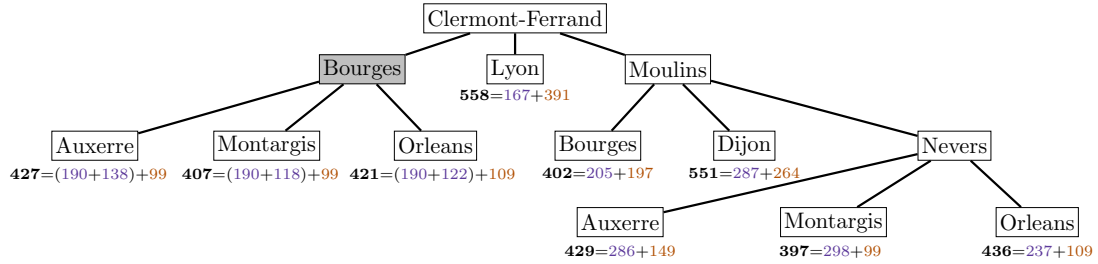 Clermont-Ferrand
Bourges Lyon Moulins
558=167+391
Auxerre Montargis Orleans Bourges Dijon Nevers
427=(190+138)+99 407=(190+118)+99 421=(190+122)+109 402=205+197 551=287+264
Auxerre Montargis Orleans
429=286+149 397=298+99 436=237+109